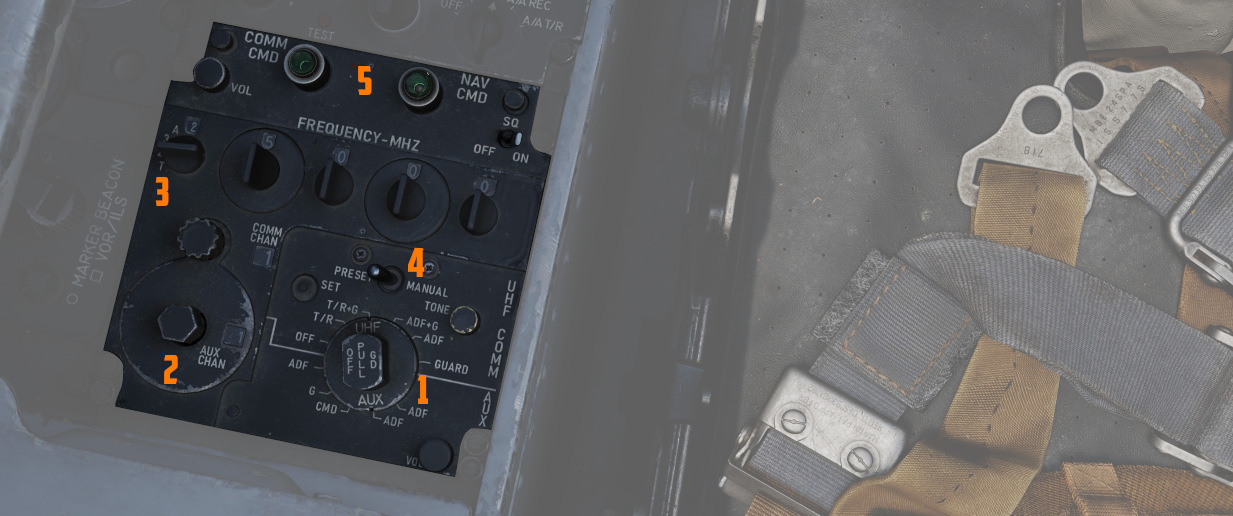 OFF
A/A REC
A/A T/R
TEST
COMM
CMD
5
NAV
CMD
VOL
SQ
OFF
ON
FREQUENCY-MHZ
A
2
3
T
5
0
0
0
3
MARKER BEACON
VOR/ILS
COMM
CHAN
1
4
PRESET
MANUAL
SET
TONE
UHF COMM
T/R+G
T/R
OFF
ADF
G
CMD
UHF
PULL
OFF
GD
AUX
ADF+G
ADF
GUARD
ADF
ADF
1
AUX
AUX
CHAN
2
VOL
718